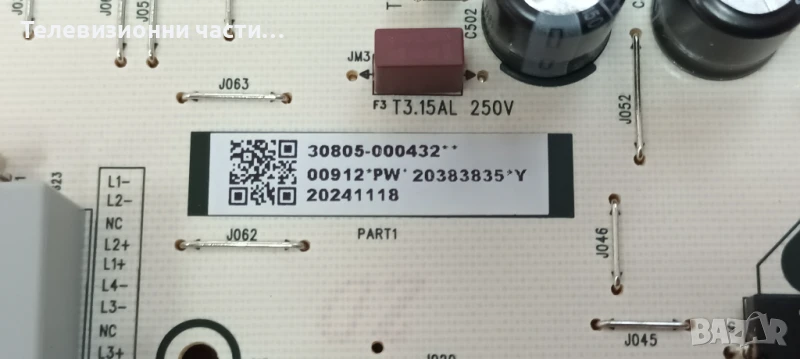 Телевизионни части...
C502
JM3
J063
F3 T3.15AL 250V
J052
30805-000432**
00912*PW*20383835*Y
20241118
L1-
L2-
NC
L2+
L1+
L4-
L3-
NC
L3+
J062
PART1
J046
J045
BAZAR